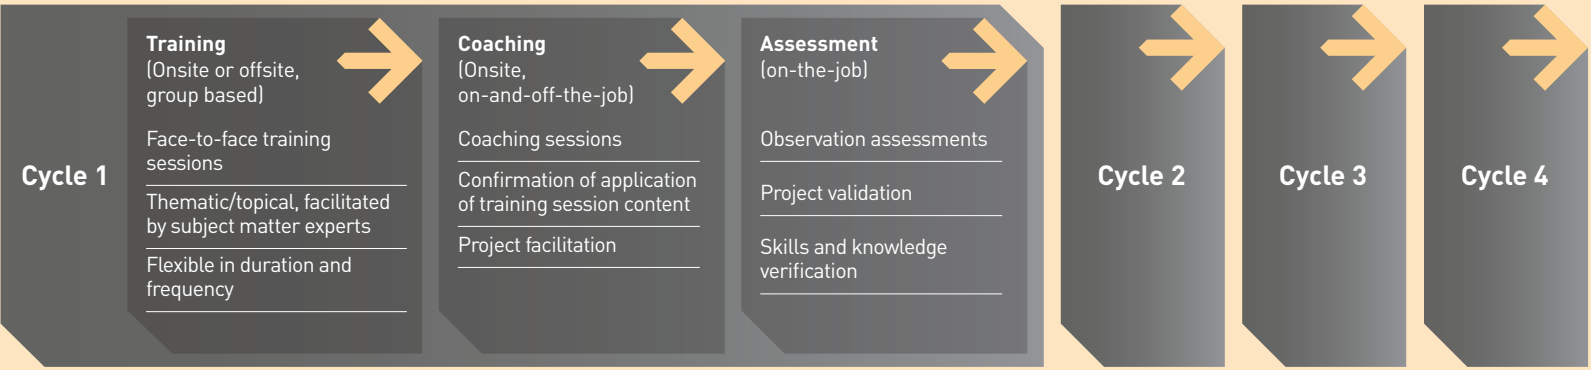 Cycle 1
Training
(Onsite or offsite,
group based)
Face-to-face training
sessions
Thematic/topical, facilitated
by subject matter experts
Flexible in duration and
frequency
Coaching
(Onsite,
on-and-off-the-job)
Coaching sessions
Confirmation of application
of training session content
Project facilitation
Assessment
(on-the-job)
Observation assessments
Project validation
Skills and knowledge
verification
Cycle 2
Cycle 3
Cycle 4